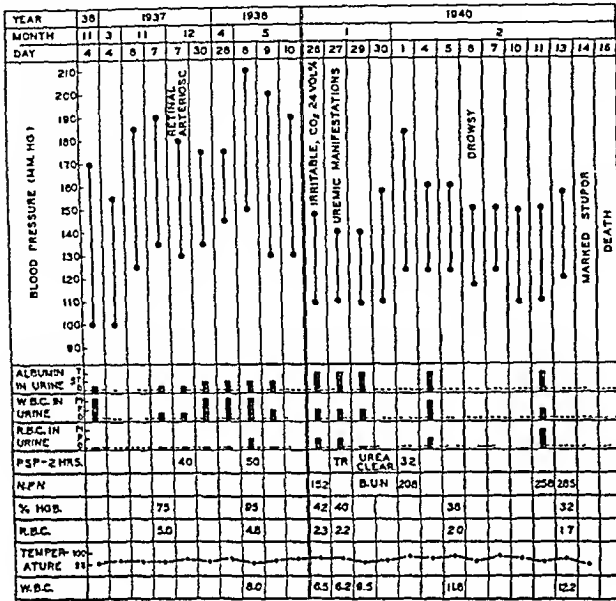 YEAR 36 1937 1938 1940
MONTH 11 3 11 12 4 5 1 2
DAY 4 4 8 7 7 30 28 8 9 10 26 27 29 30 1 4 5 6 7 10 11 13 14 16
BLOOD PRESSURE (MM. HG)
210
200
190
180
170
160
150
140
130
120
110
100
90
RETINAL
ARTERIOSC
IRRITABLE, CO2 24 VOL%
UREMIC MANIFESTATIONS
DROWSY
MARKED STUPOR
DEATH
ALBUMIN
IN URINE
W.B.C. IN
URINE
R.B.C. IN
URINE
PSP-2 HRS. 40 50 TR UREA
CLEAR 32
N.P.N 152 B.U.N 208 258 285
% HGB. 75 95 42 40 38 32
R.B.C. 5.0 4.8 2.3 2.2 2.0 1.7
TEMPER-
ATURE
100
98
W.B.C. 8.0 6.5 6.2 9.5 11.8 12.2